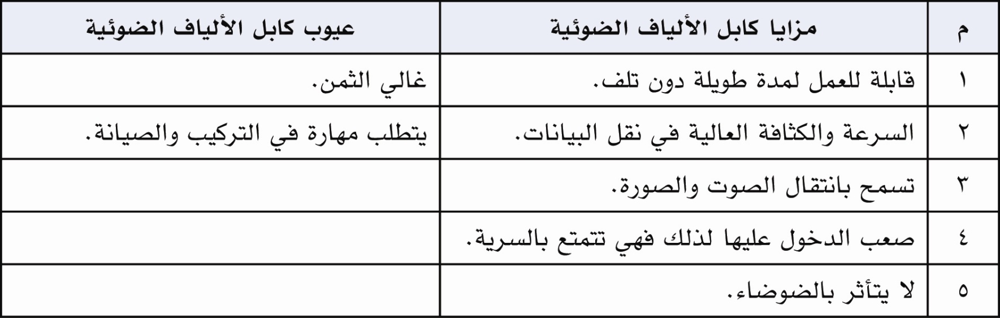 م مزايا كابل الألياف الضوئية عيوب كابل الألياف الضوئية
١ قابلة للعمل لمدة طويلة دون تلف. غالي الثمن.
٢ السرعة والكثافة العالية في نقل البيانات. يتطلب مهارة في التركيب والصيانة.
٣ تسمح بانتقال الصوت والصورة.
٤ صعب الدخول عليها لذلك فهي تتمتع بالسرية.
٥ لا يتأثر بالضوضاء.